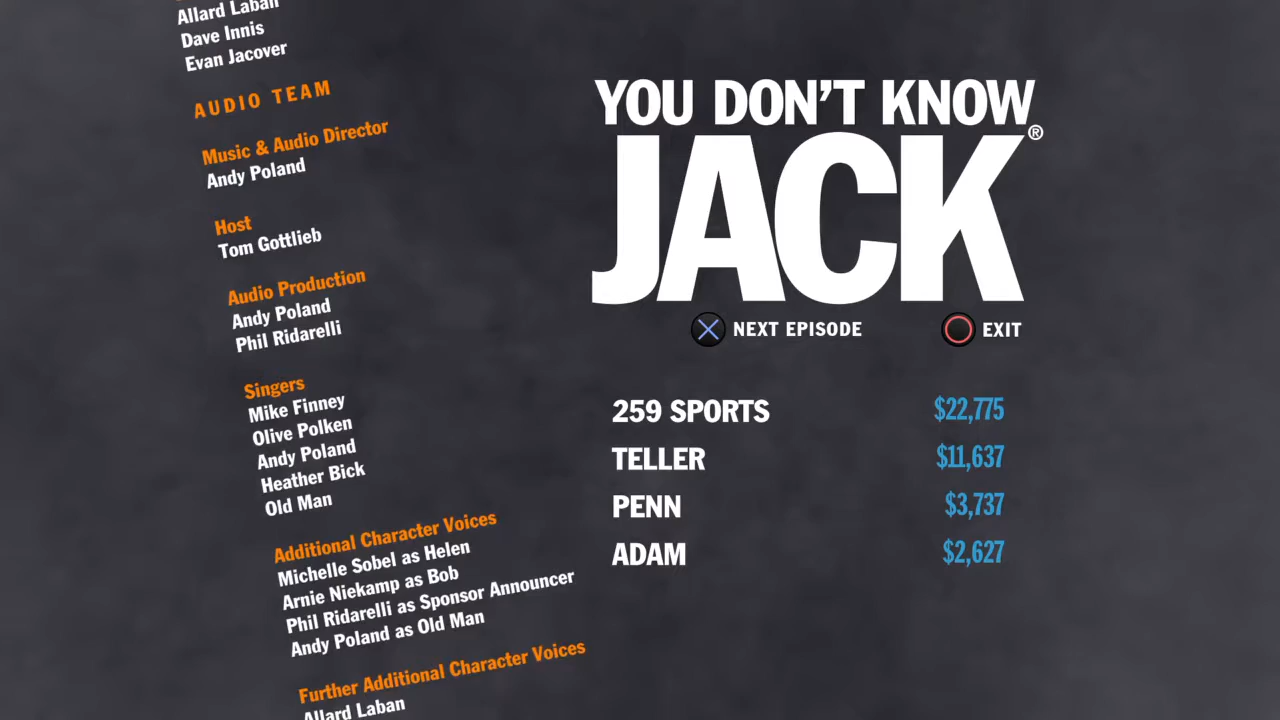 Allard Laban
Dave Innis
Evan Jacover
AUDIO TEAM
Music & Audio Director
Andy Poland
Host
Tom Gottlieb
Audio Production
Andy Poland
Phil Ridarelli
Singers
Mike Finney
Olive Polken
Andy Poland
Heather Bick
Old Man
Additional Character Voices
Michelle Sobel as Helen
Arnie Niekamp as Bob
Phil Ridarelli as Sponsor Announcer
Andy Poland as Old Man
Further Additional Character Voices
Allard Laban
YOU DON'T KNOW
JACK®
NEXT EPISODE EXIT
259 SPORTS $22,775
TELLER $11,637
PENN $3,737
ADAM $2,627